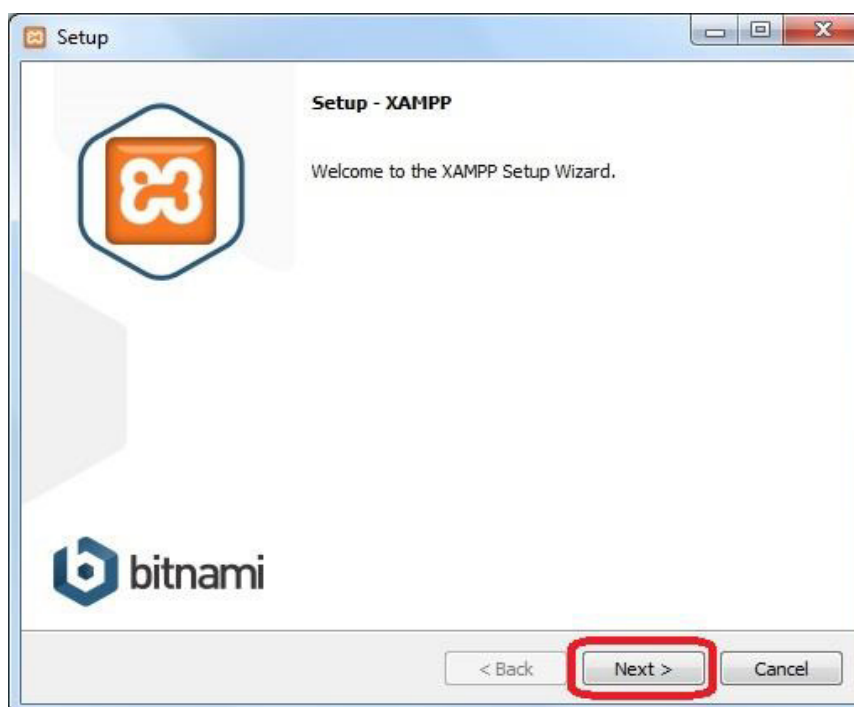 Setup
Setup - XAMPP
Welcome to the XAMPP Setup Wizard.
bitnami
< Back
Next >
Cancel